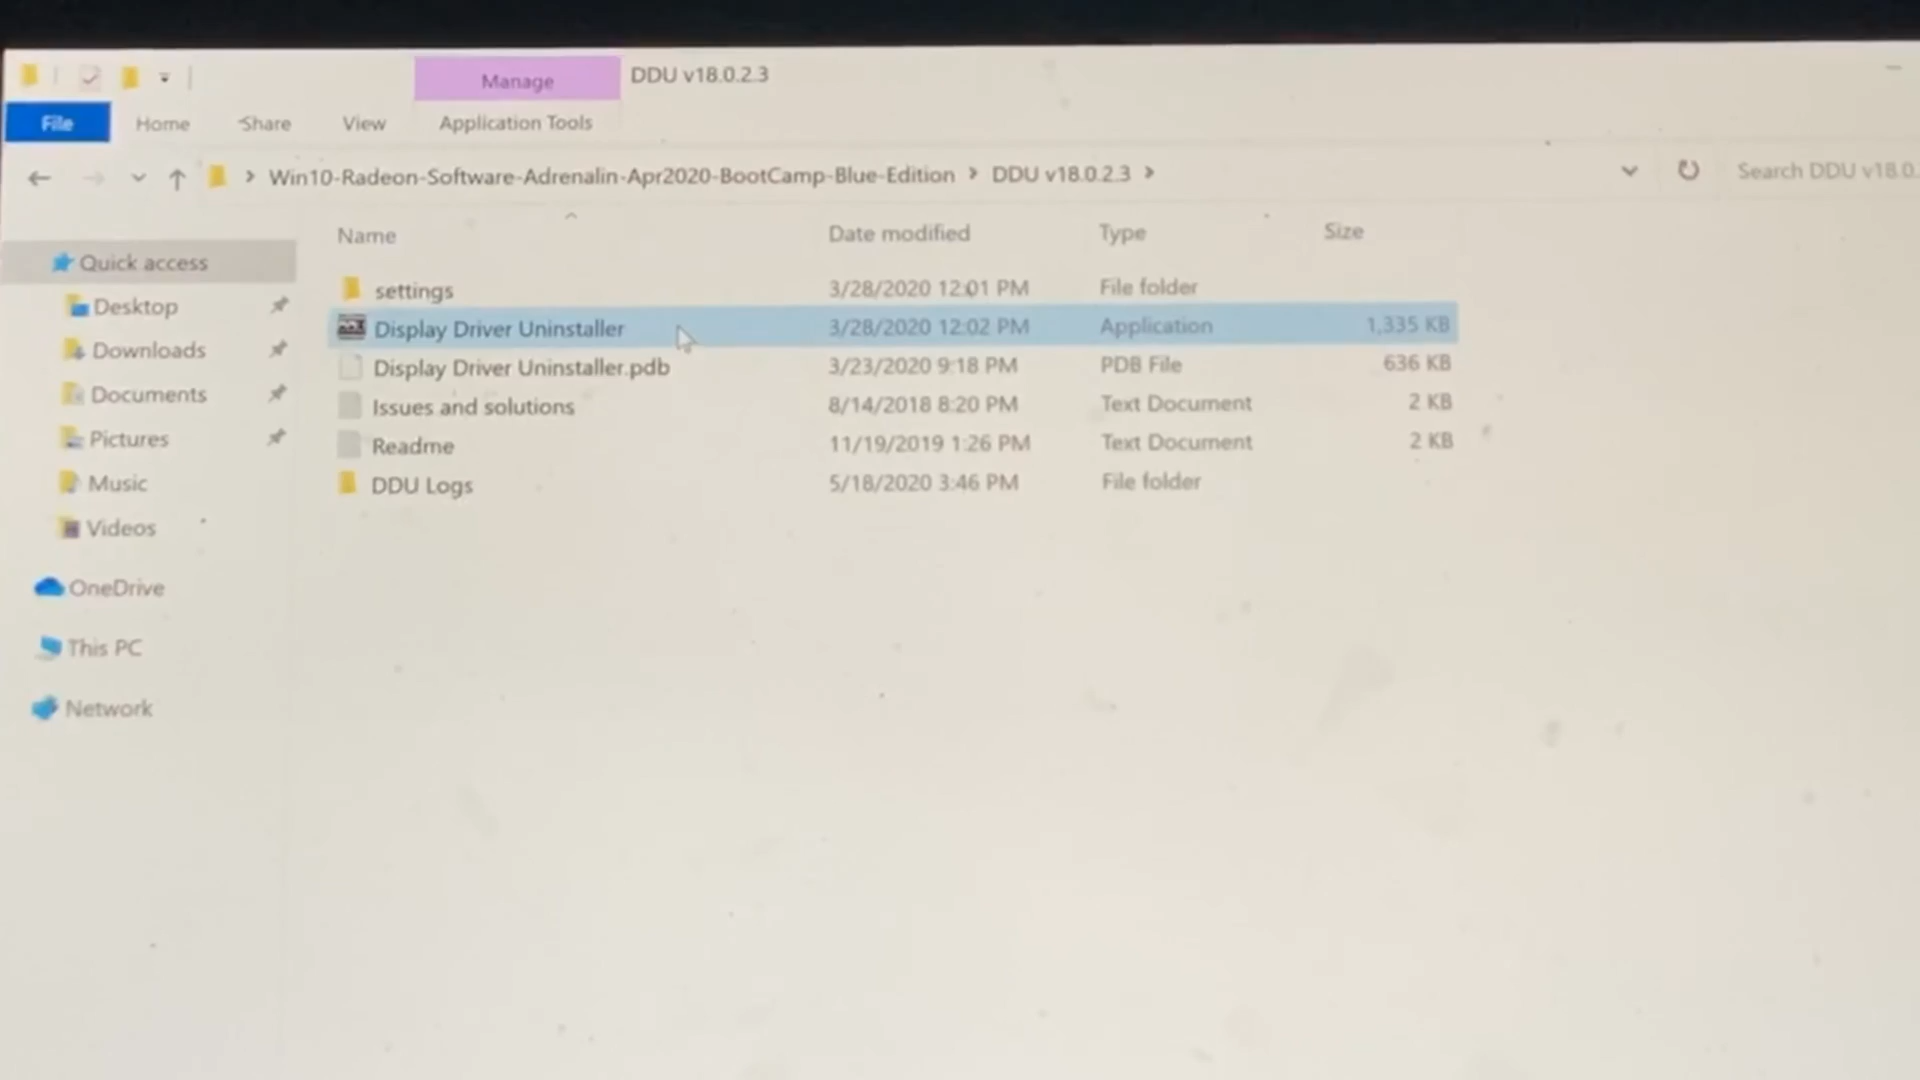 Manage
DDU v18.0.2.3
File
Home
Share
View
Application Tools
Win10-Radeon-Software-Adrenalin-Apr2020-BootCamp-Blue-Edition
DDU v18.0.2.3
Search DDU v18.0.
Name
Date modified
Type
Size
Quick access
Desktop
Downloads
Documents
Pictures
Music
Videos
OneDrive
This PC
Network
settings 3/28/2020 12:01 PM File folder
Display Driver Uninstaller 3/28/2020 12:02 PM Application 1,335 KB
Display Driver Uninstaller.pdb 3/23/2020 9:18 PM PDB File 636 KB
Issues and solutions 8/14/2018 8:20 PM Text Document 2 KB
Readme 11/19/2019 1:26 PM Text Document 2 KB
DDU Logs 5/18/2020 3:46 PM File folder